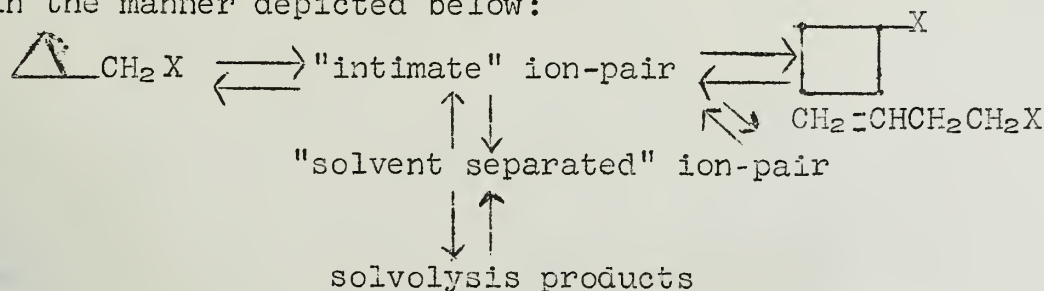 in the manner depicted below:
X
CH₂X "intimate" ion-pair
CH₂=CHCH₂CH₂X
"solvent separated" ion-pair
solvolysis products